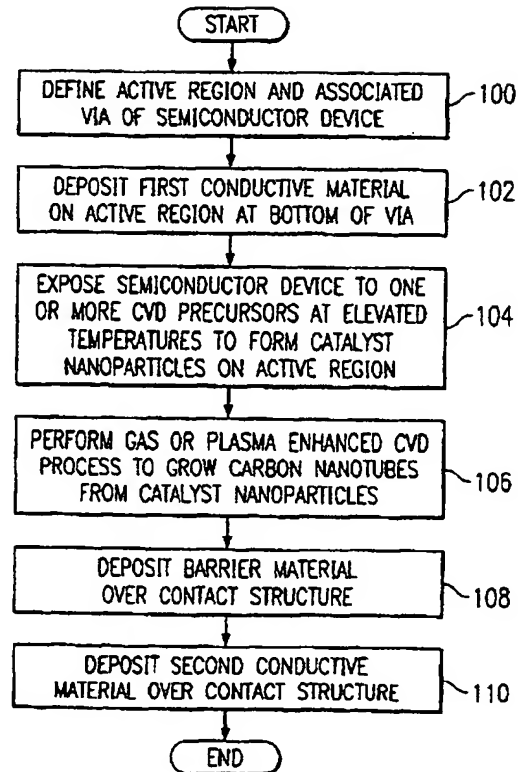 START
DEFINE ACTIVE REGION AND ASSOCIATED
VIA OF SEMICONDUCTOR DEVICE
100
DEPOSIT FIRST CONDUCTIVE MATERIAL
ON ACTIVE REGION AT BOTTOM OF VIA
102
EXPOSE SEMICONDUCTOR DEVICE TO ONE
OR MORE CVD PRECURSORS AT ELEVATED
TEMPERATURES TO FORM CATALYST
NANOPARTICLES ON ACTIVE REGION
104
PERFORM GAS OR PLASMA ENHANCED CVD
PROCESS TO GROW CARBON NANOTUBES
FROM CATALYST NANOPARTICLES
106
DEPOSIT BARRIER MATERIAL
OVER CONTACT STRUCTURE
108
DEPOSIT SECOND CONDUCTIVE
MATERIAL OVER CONTACT STRUCTURE
110
END